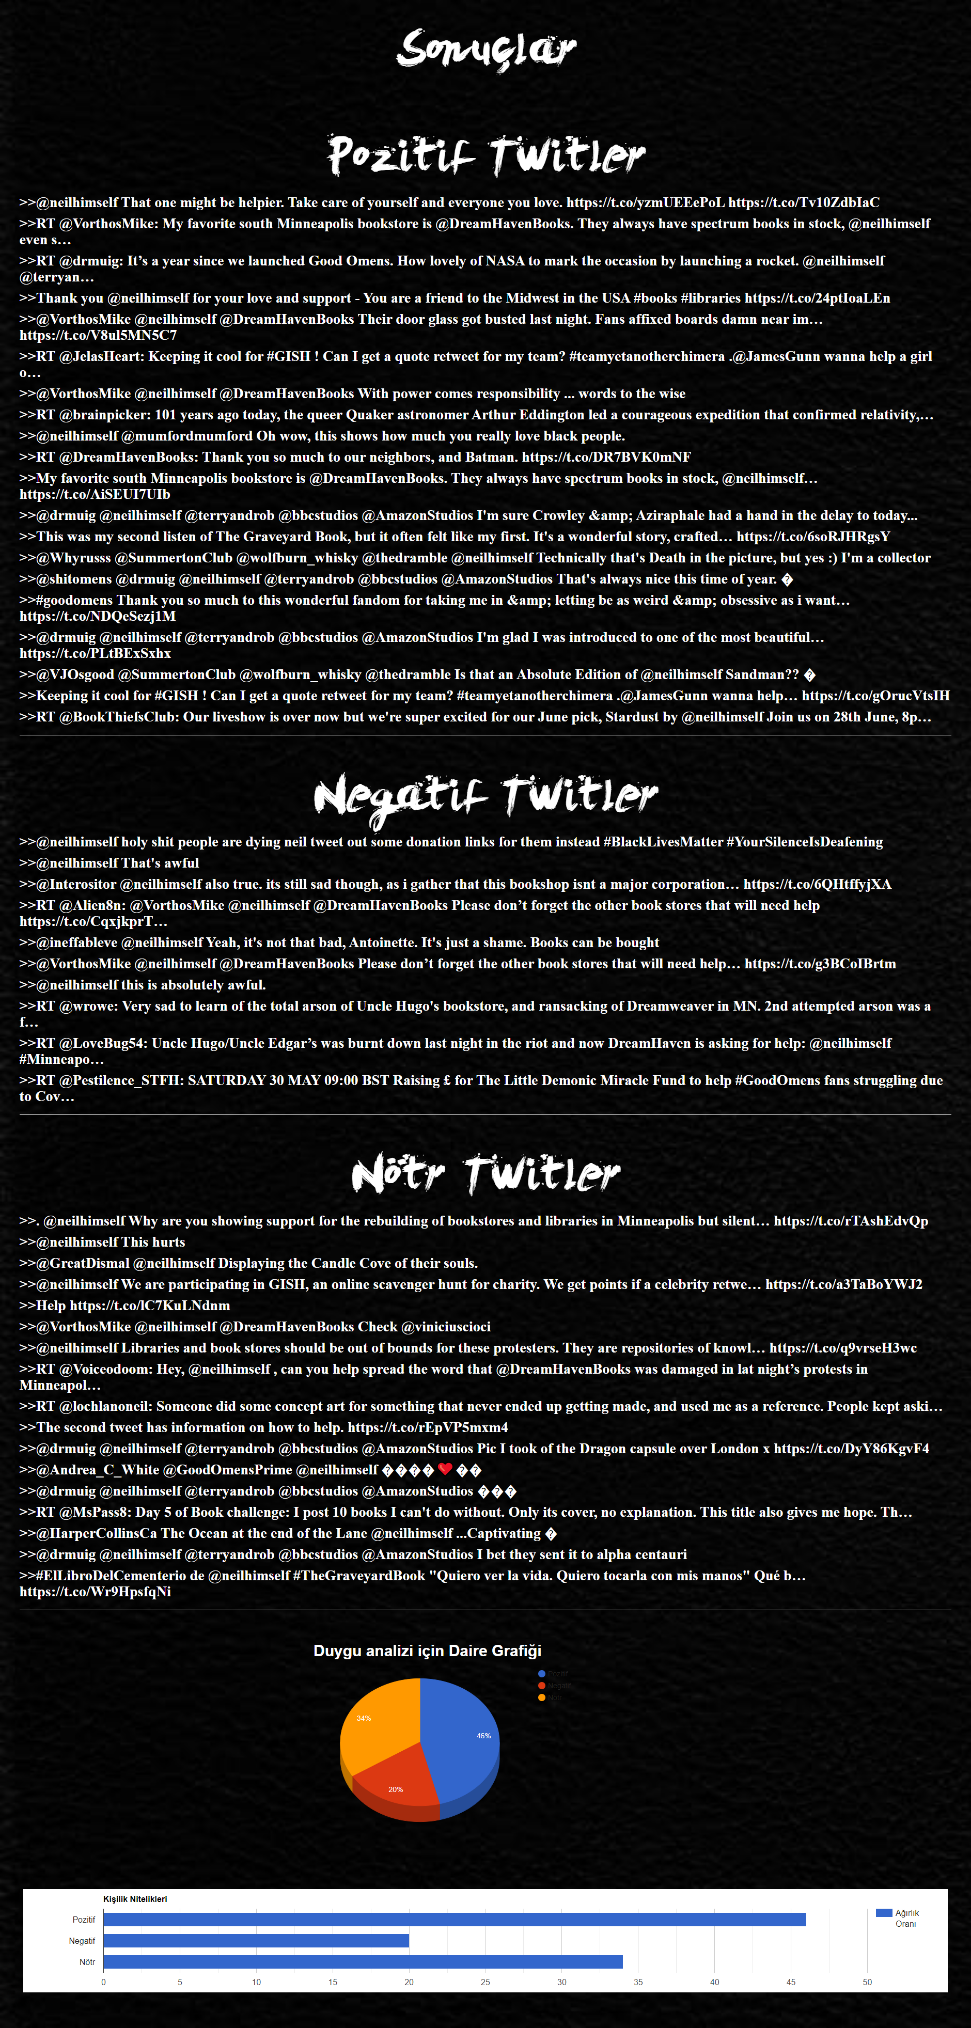 Sonuçlar
Pozitif Twitler
>>@neilhimself That one might be helpier. Take care of yourself and everyone you love. https://t.co/yzmUEEePoL https://t.co/Tv10ZdbIaC
>>RT @VorthosMike: My favorite south Minneapolis bookstore is @DreamHavenBooks. They always have spectrum books in stock, @neilhimself
even s…
>>RT @drmuig: It’s a year since we launched Good Omens. How lovely of NASA to mark the occasion by launching a rocket. @neilhimself
@terryan…
>>Thank you @neilhimself for your love and support - You are a friend to the Midwest in the USA #books #libraries https://t.co/24ptIoaLEn
>>@VorthosMike @neilhimself @DreamHavenBooks Their door glass got busted last night. Fans affixed boards damn near im…
https://t.co/V8ul5MN5C7
>>RT @JelasHeart: Keeping it cool for #GISH ! Can I get a quote retweet for my team? #teamyetanotherchimera .@JamesGunn wanna help a girl
o…
>>@VorthosMike @neilhimself @DreamHavenBooks With power comes responsibility ... words to the wise
>>RT @brainpicker: 101 years ago today, the queer Quaker astronomer Arthur Eddington led a courageous expedition that confirmed relativity,…
>>@neilhimself @mumfordmumford Oh wow, this shows how much you really love black people.
>>RT @DreamHavenBooks: Thank you so much to our neighbors, and Batman. https://t.co/DR7BVK0mNF
>>My favorite south Minneapolis bookstore is @DreamHavenBooks. They always have spectrum books in stock, @neilhimself…
https://t.co/AiSEUI7UIb
>>@drmuig @neilhimself @terryandrob @bbcstudios @AmazonStudios I'm sure Crowley &amp; Aziraphale had a hand in the delay to today...
>>This was my second listen of The Graveyard Book, but it often felt like my first. It's a wonderful story, crafted… https://t.co/6soRJHRgsY
>>@Whyrusss @SummertonClub @wolfburn_whisky @thedramble @neilhimself Technically that's Death in the picture, but yes :) I'm a collector
>>@shitomens @drmuig @neilhimself @terryandrob @bbcstudios @AmazonStudios That's always nice this time of year. �
>>#goodomens Thank you so much to this wonderful fandom for taking me in &amp; letting be as weird &amp; obsessive as i want…
https://t.co/NDQeSezj1M
>>@drmuig @neilhimself @terryandrob @bbcstudios @AmazonStudios I'm glad I was introduced to one of the most beautiful…
https://t.co/PLtBExSxhx
>>@VJOsgood @SummertonClub @wolfburn_whisky @thedramble Is that an Absolute Edition of @neilhimself Sandman?? �
>>Keeping it cool for #GISH ! Can I get a quote retweet for my team? #teamyetanotherchimera .@JamesGunn wanna help… https://t.co/gOrucVtsIH
>>RT @BookThiefsClub: Our liveshow is over now but we're super excited for our June pick, Stardust by @neilhimself Join us on 28th June, 8p…
Negatif Twitler
>>@neilhimself holy shit people are dying neil tweet out some donation links for them instead #BlackLivesMatter #YourSilenceIsDeafening
>>@neilhimself That's awful
>>@Interositor @neilhimself also true. its still sad though, as i gather that this bookshop isnt a major corporation… https://t.co/6QHtffyjXA
>>RT @Alien8n: @VorthosMike @neilhimself @DreamHavenBooks Please don’t forget the other book stores that will need help
https://t.co/CqxjkprT…
>>@ineffableve @neilhimself Yeah, it's not that bad, Antoinette. It's just a shame. Books can be bought
>>@VorthosMike @neilhimself @DreamHavenBooks Please don’t forget the other book stores that will need help… https://t.co/g3BCoIBrtm
>>@neilhimself this is absolutely awful.
>>RT @wrowe: Very sad to learn of the total arson of Uncle Hugo's bookstore, and ransacking of Dreamweaver in MN. 2nd attempted arson was a
f…
>>RT @LoveBug54: Uncle Hugo/Uncle Edgar’s was burnt down last night in the riot and now DreamHaven is asking for help: @neilhimself
#Minneapo…
>>RT @Pestilence_STFH: SATURDAY 30 MAY 09:00 BST Raising £ for The Little Demonic Miracle Fund to help #GoodOmens fans struggling due
to Cov…
Nötr Twitler
>>. @neilhimself Why are you showing support for the rebuilding of bookstores and libraries in Minneapolis but silent… https://t.co/rTAshEdvQp
>>@neilhimself This hurts
>>@GreatDismal @neilhimself Displaying the Candle Cove of their souls.
>>@neilhimself We are participating in GISH, an online scavenger hunt for charity. We get points if a celebrity retwe… https://t.co/a3TaBoYWJ2
>>Help https://t.co/lC7KuLNdnm
>>@VorthosMike @neilhimself @DreamHavenBooks Check @viniciuscioci
>>@neilhimself Libraries and book stores should be out of bounds for these protesters. They are repositories of knowl… https://t.co/q9vrseH3wc
>>RT @Voiceodoom: Hey, @neilhimself , can you help spread the word that @DreamHavenBooks was damaged in lat night’s protests in
Minneapol…
>>RT @lochlanoneil: Someone did some concept art for something that never ended up getting made, and used me as a reference. People kept aski…
>>The second tweet has information on how to help. https://t.co/rEpVP5mxm4
>>@drmuig @neilhimself @terryandrob @bbcstudios @AmazonStudios Pic I took of the Dragon capsule over London x https://t.co/DyY86KgvF4
>>@Andrea_C_White @GoodOmensPrime @neilhimself ����❤️��
>>@drmuig @neilhimself @terryandrob @bbcstudios @AmazonStudios ���
>>RT @MsPass8: Day 5 of Book challenge: I post 10 books I can't do without. Only its cover, no explanation. This title also gives me hope. Th…
>>@HarperCollinsCa The Ocean at the end of the Lane @neilhimself ...Captivating �
>>@drmuig @neilhimself @terryandrob @bbcstudios @AmazonStudios I bet they sent it to alpha centauri
>>#ElLibroDelCementerio de @neilhimself #TheGraveyardBook "Quiero ver la vida. Quiero tocarla con mis manos" Qué b…
https://t.co/Wr9HpsfqNi
Duygu analizi için Daire Grafiği
Pozitif
Negatif
Nötr
34%
46%
20%
Kişilik Nitelikleri
Pozitif
Negatif
Nötr
0 5 10 15 20 25 30 35 40 45 50
Ağırlık
Oranı